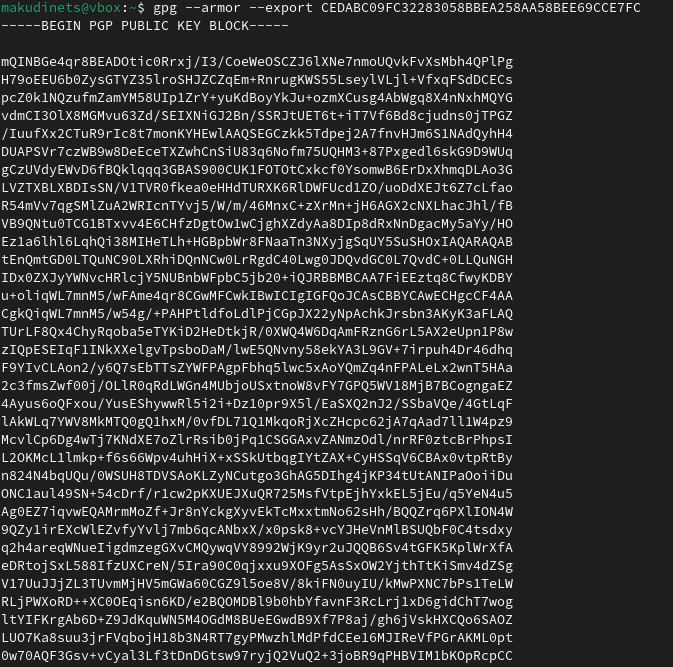 makudinets@vbox:~$ gpg --armor --export CEDABC09FC32283058BBEA258AA58BEE69CCE7FC
-----BEGIN PGP PUBLIC KEY BLOCK-----
mQINBGe4qr8BEADOtic0Rrxj/I3/CoeWeOSCZJ6lXNe7nmoUQvkFvXsMbh4QPlPg
H79oEEU6b0ZysGTYZ35lroSHJZCZqEm+RnrugKWS55LseylVLjl+VfxqFSdDCECs
pcZ0k1NQzufmZamYM58UIp1ZrY+yuKdBoyYkJu+ozmXCusg4AbWgq8X4nNxhMQYG
vdmCI3OlX8MGMvu63Zd/SEIXNiGJ2Bn/SSRJtUET6t+iT7Vf6Bd8cjudns0jTPGZ
/IuufXx2CTuR9rIc8t7monKYHEwlAAQSEGCZkk5Tdpej2A7fnvHJm6S1NAdQyhH4
DUAPSVr7czWB9w8DeEceTXZwhCnSiU83q6Nofm75UQHM3+87Pxgedl6skG9D9WUq
gCzUVdyEWvD6fBQklqqq3GBAS900CUK1FOTOtCxkcf0YsomwB6ErDxXhmqDLAo3G
LVZTXBLXBDIsSN/V1TVR0fkea0eHHdTURXK6RlDWFUcd1ZO/uoDdXEJt6Z7cLfao
R54mVv7qgSMlZuA2WRIcnTYvj5/W/m/46MnxC+zXrMn+jH6AGX2cNXLhacJhl/fB
VB9QNtu0TCG1BTxvv4E6CHfzDgtOw1wCjghXZdyAa8DIp8dRxNnDgacMy5aYy/HO
Ez1a6lhl6LqhQi38MIHeTLh+HGBpbWr8FNaaTn3NXyjgSqUY5SuSHOxIAQARAQAB
tEnQmtGD0LTQuNC90LXRhiDQnNCw0LrRgdC40Lwg0JDQvdGC0L7QvdC+0LLQuNGH
IDx0ZXJyYWNvcHRlcjY5NUBnbWFpbC5jb20+iQJRBBMBCAA7FiEEztq8CfwyKDBY
u+oliqWL7mnM5/wFAme4qr8CGwMFCwkIBwICIgIGFQoJCAsCBBYCAwECHgcCF4AA
CgkQiqWL7mnM5/w54g/+PAHPtldfoLdlPjCGpJX22yNpAchkJrsbn3AKyK3aFLAQ
TUrLF8Qx4ChyRqoba5eTYKiD2HeDtkjR/0XWQ4W6DqAmFRznG6rL5AX2eUpn1P8w
zIQpESEIqF1INkXXelgvTpsboDaM/lwE5QNvny58ekYA3L9GV+7irpuh4Dr46dhq
F9YIvCLAon2/y6Q7sEbTTsZYWFPAgpFbhq5lwc5xAoYQmZq4nFPALeLx2wnT5HAa
2c3fmsZwf00j/OLlR0qRdLWGn4MUbjoUSxtnoW8vFY7GPQ5WV18MjB7BCogngaEZ
4Ayus6oQFxou/YusEShywwRl5i2i+Dz10pr9X5l/EaSXQ2nJ2/SSbaVQe/4GtLqF
lAkWLq7YWV8MkMTQ0gQ1hxM/0vfDL71Q1MkqoRjXcZHcpc62jA7qAad7ll1W4pz9
McvlCp6Dg4wTj7KNdXE7oZlrRsib0jPq1CSGGAxvZANmzOdl/nrRF0ztcBrPhpsI
L2OKMcL1lmkp+f6s66Wpv4uhHiX+xSSkUtbqgIYtZAX+CyHSSqV6CBAx0vtpRtBy
n824N4bqUQu/0WSUH8TDVSAoKLZyNCutgo3GhAG5DIhg4jKP34tUtANIPaOoiiDu
ONC1aul49SN+54cDrf/r1cw2pKXUEJXuQR725MsfVtpEjhYxkEL5jEu/q5YeN4u5
Ag0EZ7iqvwEQAMrmMoZf+Jr8nYckgXyvEkTcMxxtmNo62sHh/BQQZrq6PXlION4W
9QZy1irEXcWlEZvfyYvlj7mb6qcANbxX/x0psk8+vcYJHeVnMlBSUQbF0C4tsdxy
q2h4areqWNueIigdmzegGXvCMQywqVY8992WjK9yr2uJQQB6Sv4tGFK5KplWrXfA
eDRtojSxL588IfzUXCreN/5Ira90C0qjxxu9XOFg5AsSxOW2YjthTtKiSmv4dZSg
V17UuJJjZL3TUvmMjHV5mGWa60CGZ9l5oe8V/8kiFN0uyIU/kMwPXNC7bPs1TeLW
RLjPWXoRD++XC0OEqisn6KD/e2BQOMDBl9b0hbYfavnF3RcLrj1xD6gidChT7wog
ltYIFKrgAb6D+Z9JdKquWN5M4OGdM8BUeEGwdB9Xf7P8aj/gh6jVskHXCQo6SAOZ
LUO7Ka8suu3jrFVqbojH18b3N4RT7gyPMwzhlMdPfdCEe16MJIReVfPGrAKML0pt
0w70AQF3Gsv+vCyal3Lf3tDnDGtsw97ryjQ2VuQ2+3joBR9qPHBVIM1bKOpRcpCC